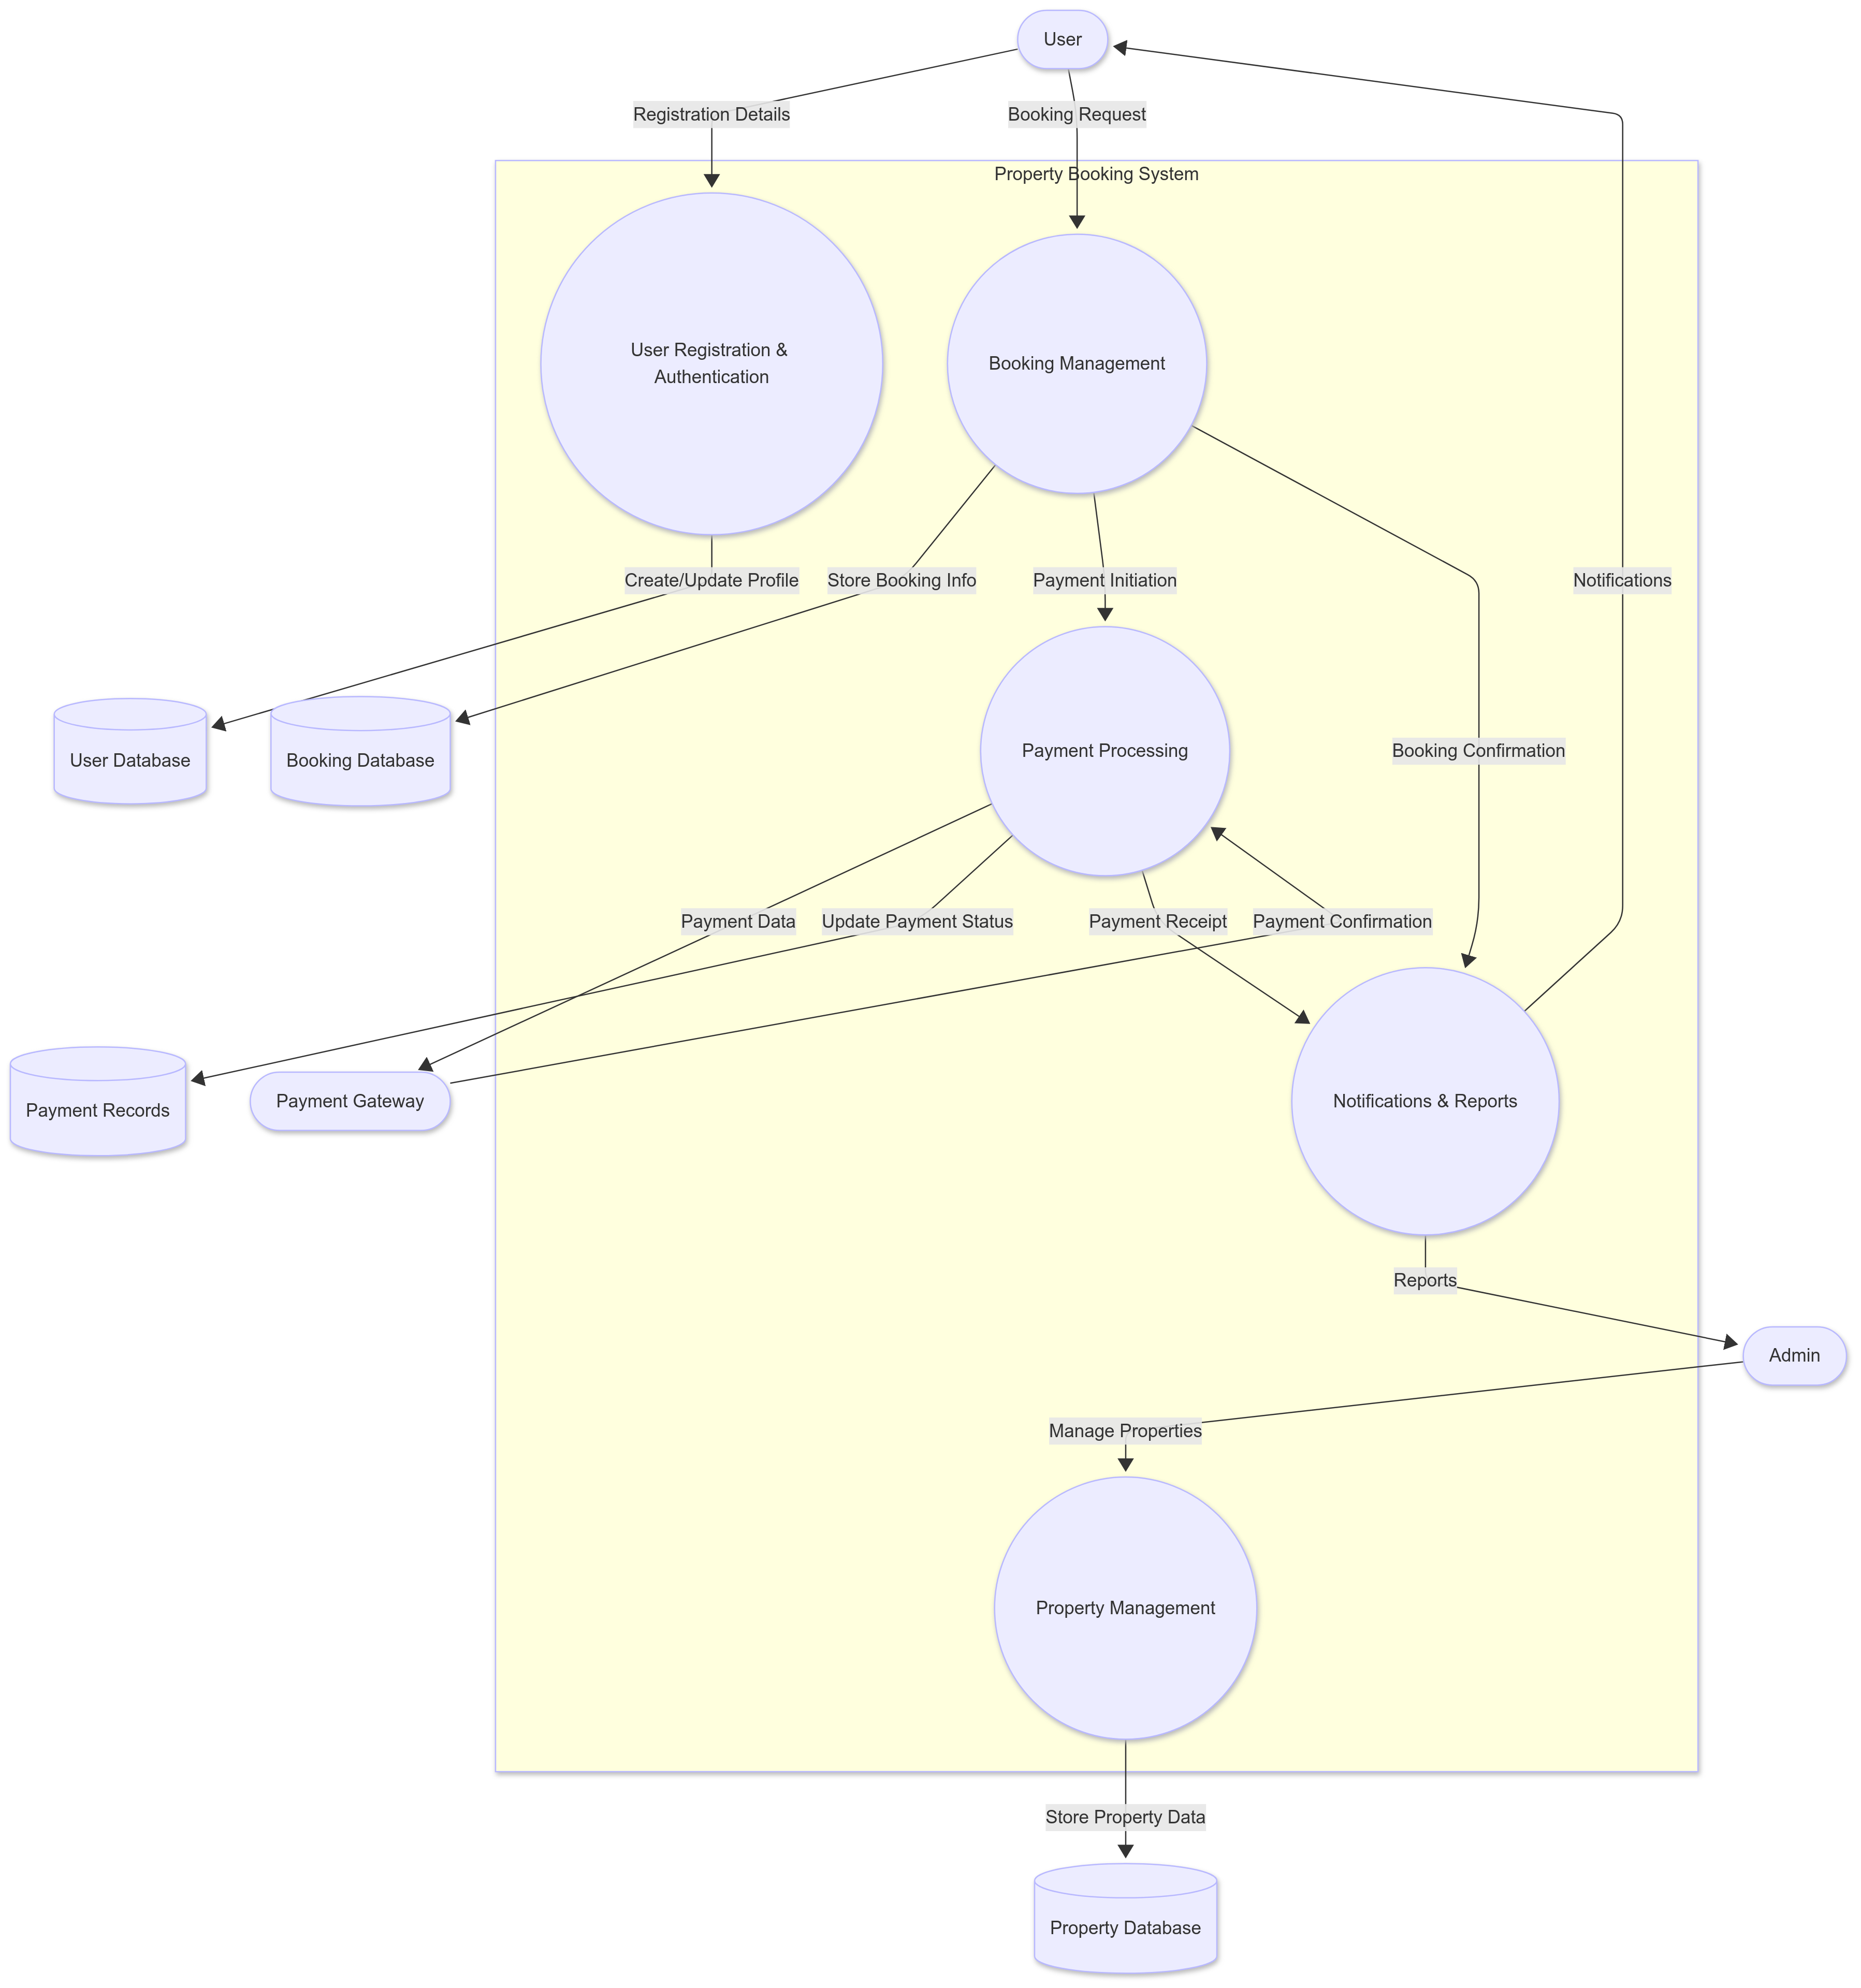 User
Registration Details
Booking Request
Property Booking System
User Registration &
Authentication
Booking Management
Create/Update Profile
Store Booking Info
Payment Initiation
Notifications
User Database
Booking Database
Payment Processing
Booking Confirmation
Payment Data
Update Payment Status
Payment Receipt
Payment Confirmation
Payment Records
Payment Gateway
Notifications & Reports
Reports
Admin
Manage Properties
Property Management
Store Property Data
Property Database